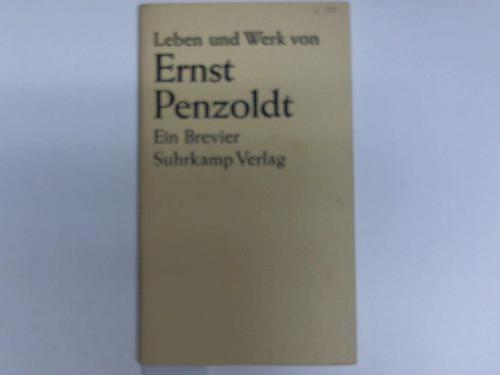 Leben und Werk von
Ernst
Penzoldt
Ein Brevier
Suhrkamp Verlag